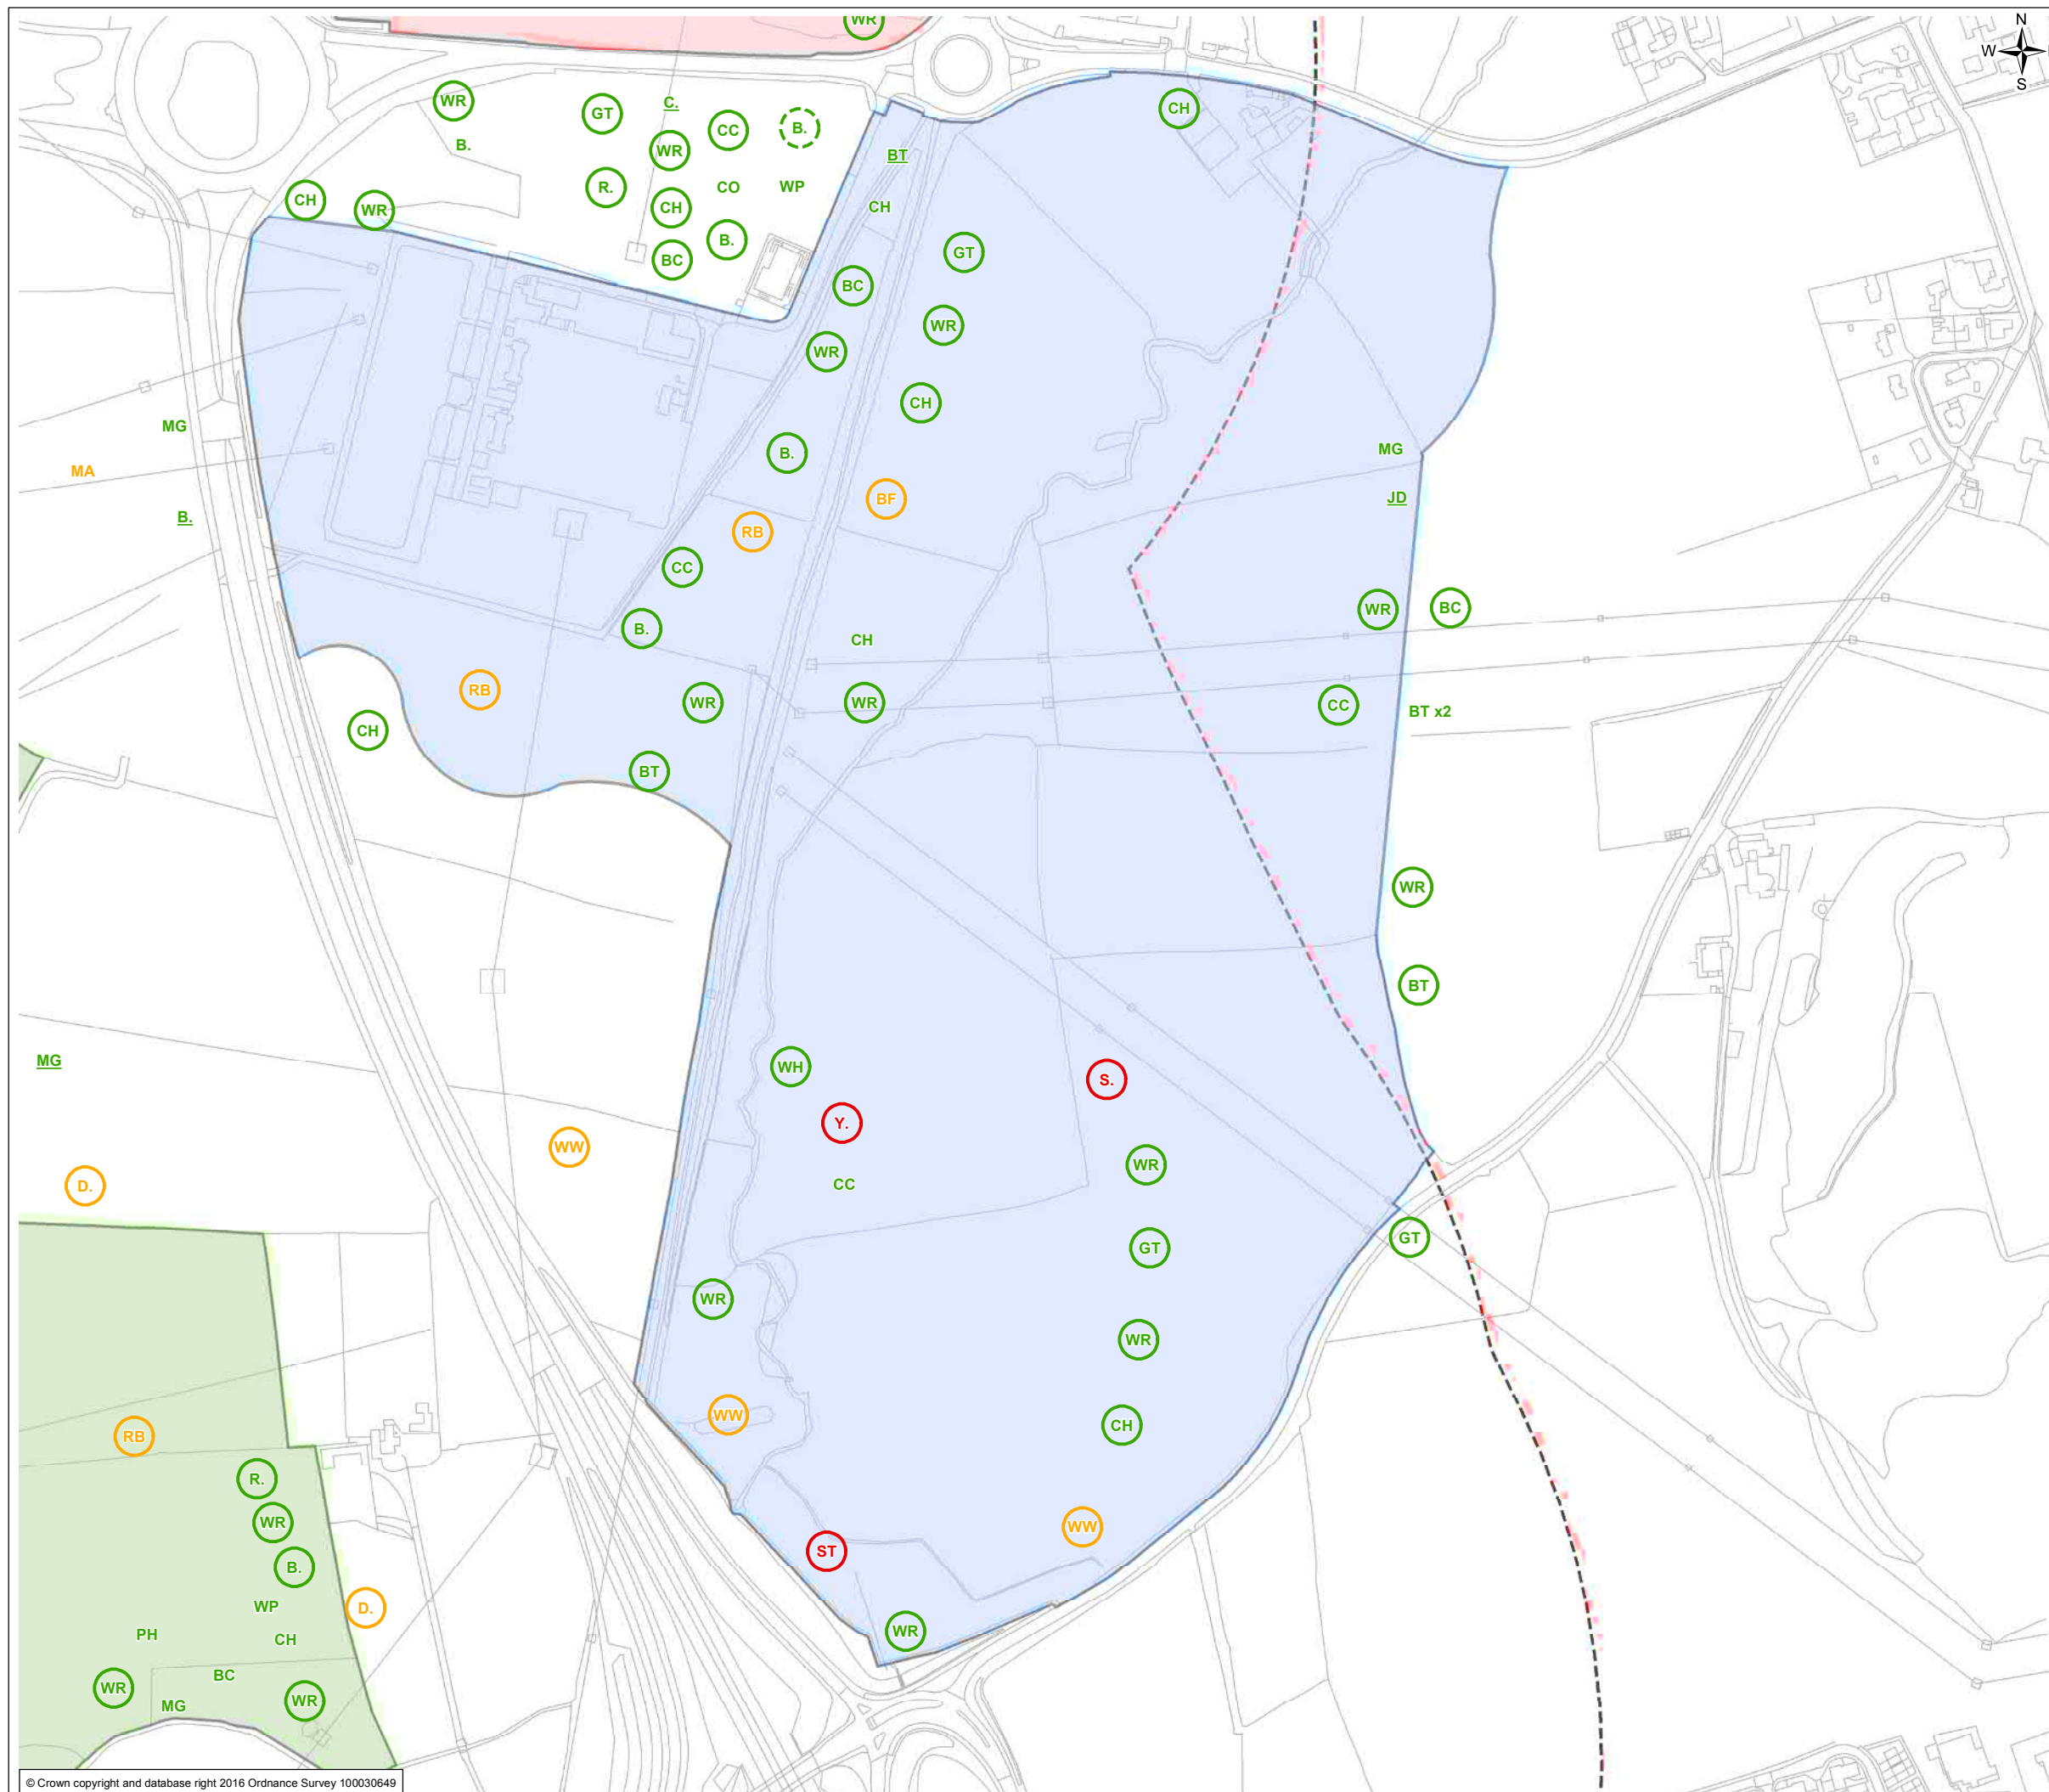 WR
N
W
S
WR
GT
C.
CC
B.
CH
B.
WR
BT
R.
CO
WP
CH
WR
CH
CH
B.
GT
BC
BC
WR
WR
CH
MG
MG
B.
MA
BF
JD
B.
RB
CC
WR
BC
B.
CH
RB
WR
WR
CC
BT x2
CH
BT
WR
BT
MG
WH
S.
Y.
WW
WR
D.
CC
GT
GT
WR
WR
WW
CH
RB
R.
WR
WW
ST
B.
WP
D.
PH
CH
WR
BC
WR
MG
WR
© Crown copyright and database right 2016 Ordnance Survey 100030649